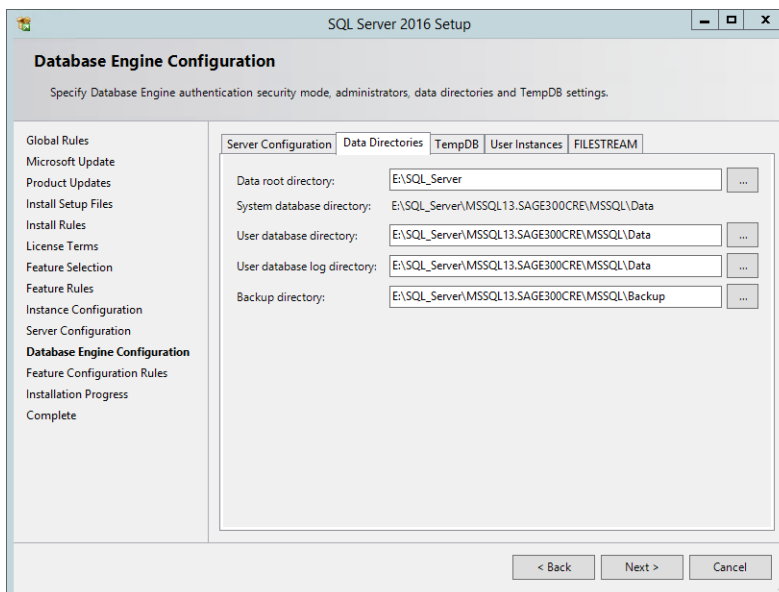 SQL Server 2016 Setup
Database Engine Configuration
Specify Database Engine authentication security mode, administrators, data directories and TempDB settings.
Global Rules
Microsoft Update
Product Updates
Install Setup Files
Install Rules
License Terms
Feature Selection
Feature Rules
Instance Configuration
Server Configuration
Database Engine Configuration
Feature Configuration Rules
Installation Progress
Complete
Server Configuration Data Directories TempDB User Instances FILESTREAM
Data root directory: E:\SQL_Server ...
System database directory: E:\SQL_Server\MSSQL13.SAGE300CRE\MSSQL\Data
User database directory: E:\SQL_Server\MSSQL13.SAGE300CRE\MSSQL\Data ...
User database log directory: E:\SQL_Server\MSSQL13.SAGE300CRE\MSSQL\Data ...
Backup directory: E:\SQL_Server\MSSQL13.SAGE300CRE\MSSQL\Backup ...
< Back Next > Cancel